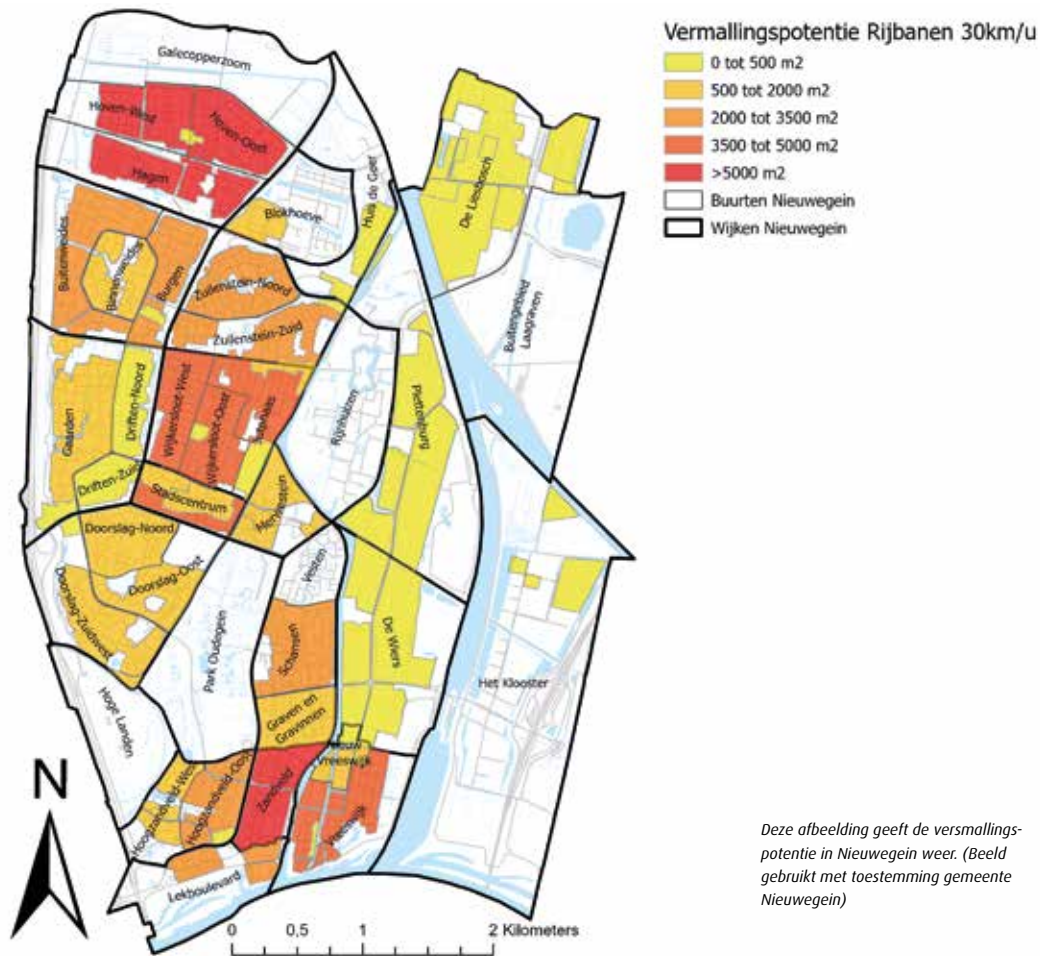 Vermallingspotentie Rijbanen 30km/u
0 tot 500 m2
500 tot 2000 m2
2000 tot 3500 m2
3500 tot 5000 m2
>5000 m2
Buurten Nieuwegein
Wijken Nieuwegein
Galecopperzoom
Hoven-West
Hoven-Oost
Hagen
Blokhoeve
Huis de Geer
De Liesbosch
Buitengebied
Laagraven
Buitenweides
Binnenweides
Burgen
Zuilenstein-Noord
Zuilenstein-Zuid
Gaarden
Driften-Noord
Driften-Zuid
Wijkersloot-West
Wijkersloot-Oost
Stadscentrum
Merwestein
Rijnhuizen
Plettenburg
Doorslag-Noord
Doorslag-Oost
Doorslag-Zuidwest
Park Oudegein
Vesten
Schansen
Graven en
Gravinnen
De Wiers
Het Klooster
Hoge Landen
Hoogzandveld-West
Hoogzandveld-Oost
Zandveld
Nieuw
Vreeswijk
Vreeswijk
Lekboulevard
N
0 0,5 1 2 Kilometers
Deze afbeelding geeft de versmallings-
potentie in Nieuwegein weer. (Beeld
gebruikt met toestemming gemeente
Nieuwegein)